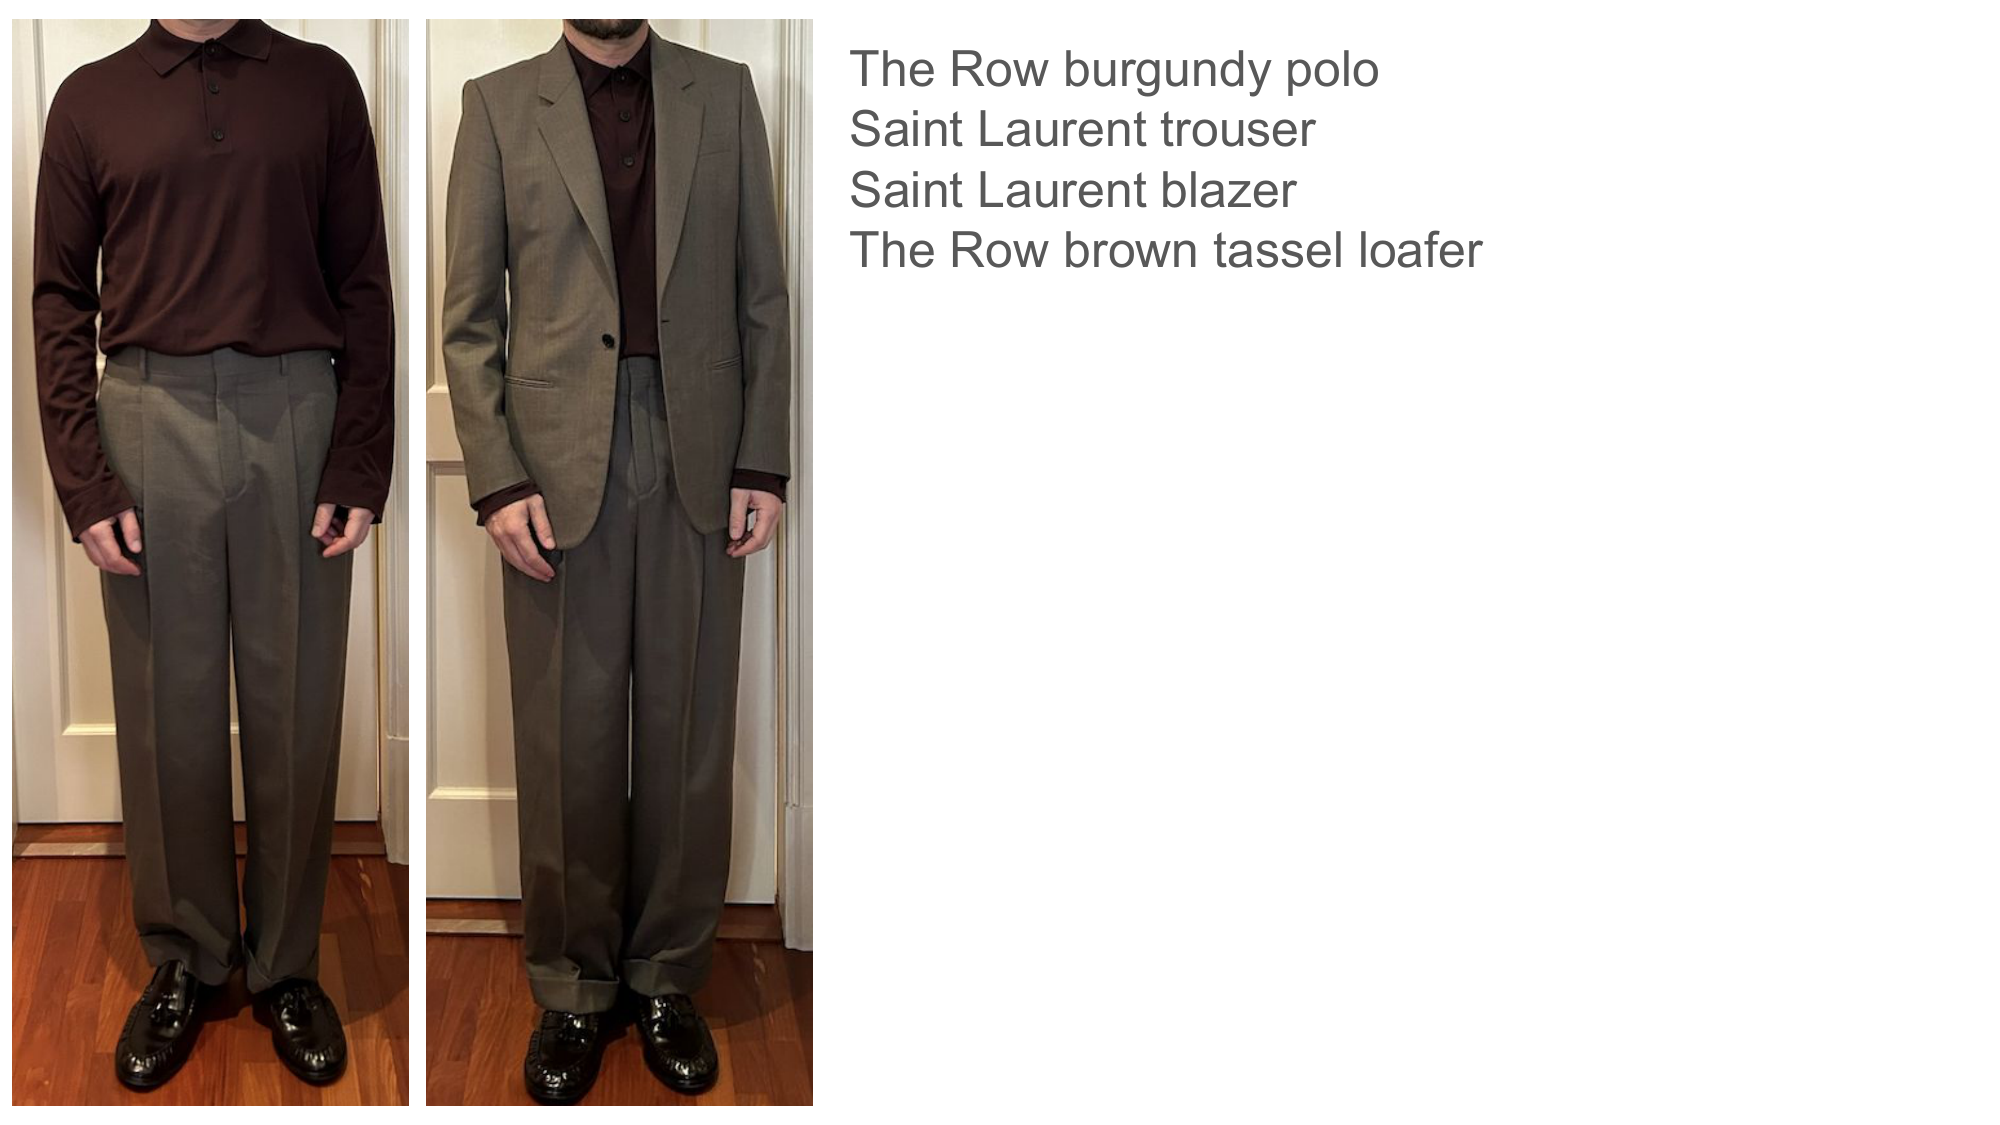 The Row burgundy polo
Saint Laurent trouser
Saint Laurent blazer
The Row brown tassel loafer